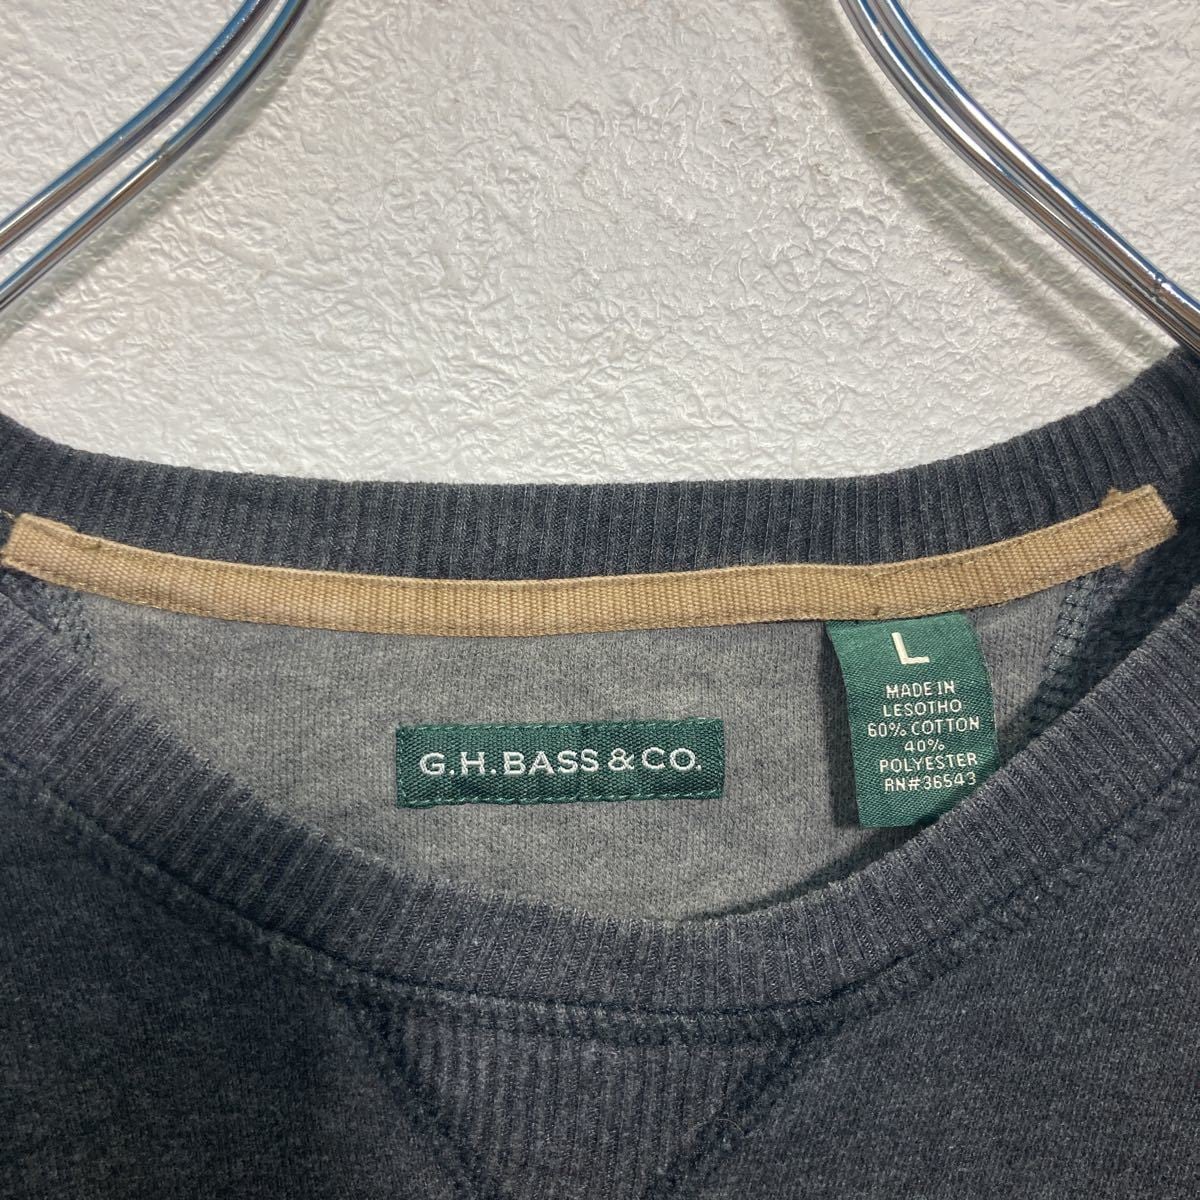 G.H.BASS & CO.
L
MADE IN
LESOTHO
60% COTTON
40%
POLYESTER
RN#36543